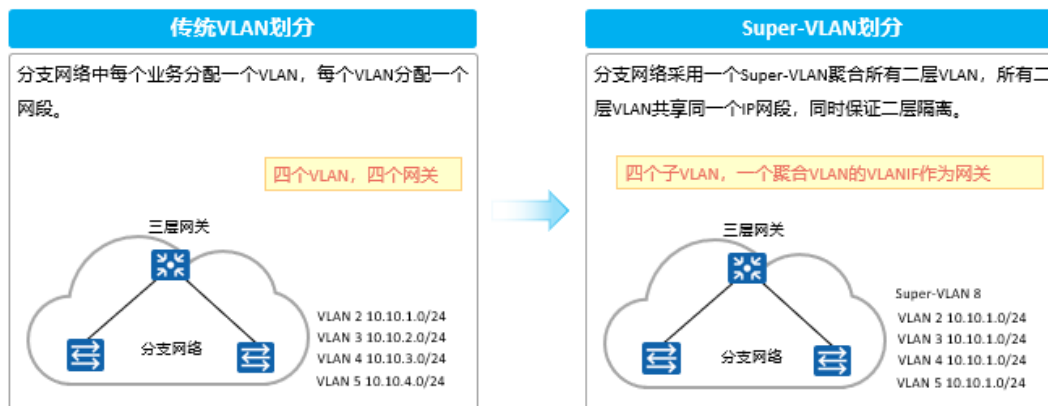 传统VLAN划分
分支网络中每个业务分配一个VLAN，每个VLAN分配一个
网段。
四个VLAN，四个网关
三层网关
分支网络
VLAN 2 10.10.1.0/24
VLAN 3 10.10.2.0/24
VLAN 4 10.10.3.0/24
VLAN 5 10.10.4.0/24
Super-VLAN划分
分支网络采用一个Super-VLAN聚合所有二层VLAN，所有二
层VLAN共享同一个IP网段，同时保证二层隔离。
四个子VLAN，一个聚合VLAN的VLANIF作为网关
三层网关
分支网络
Super-VLAN 8
VLAN 2 10.10.1.0/24
VLAN 3 10.10.1.0/24
VLAN 4 10.10.1.0/24
VLAN 5 10.10.1.0/24